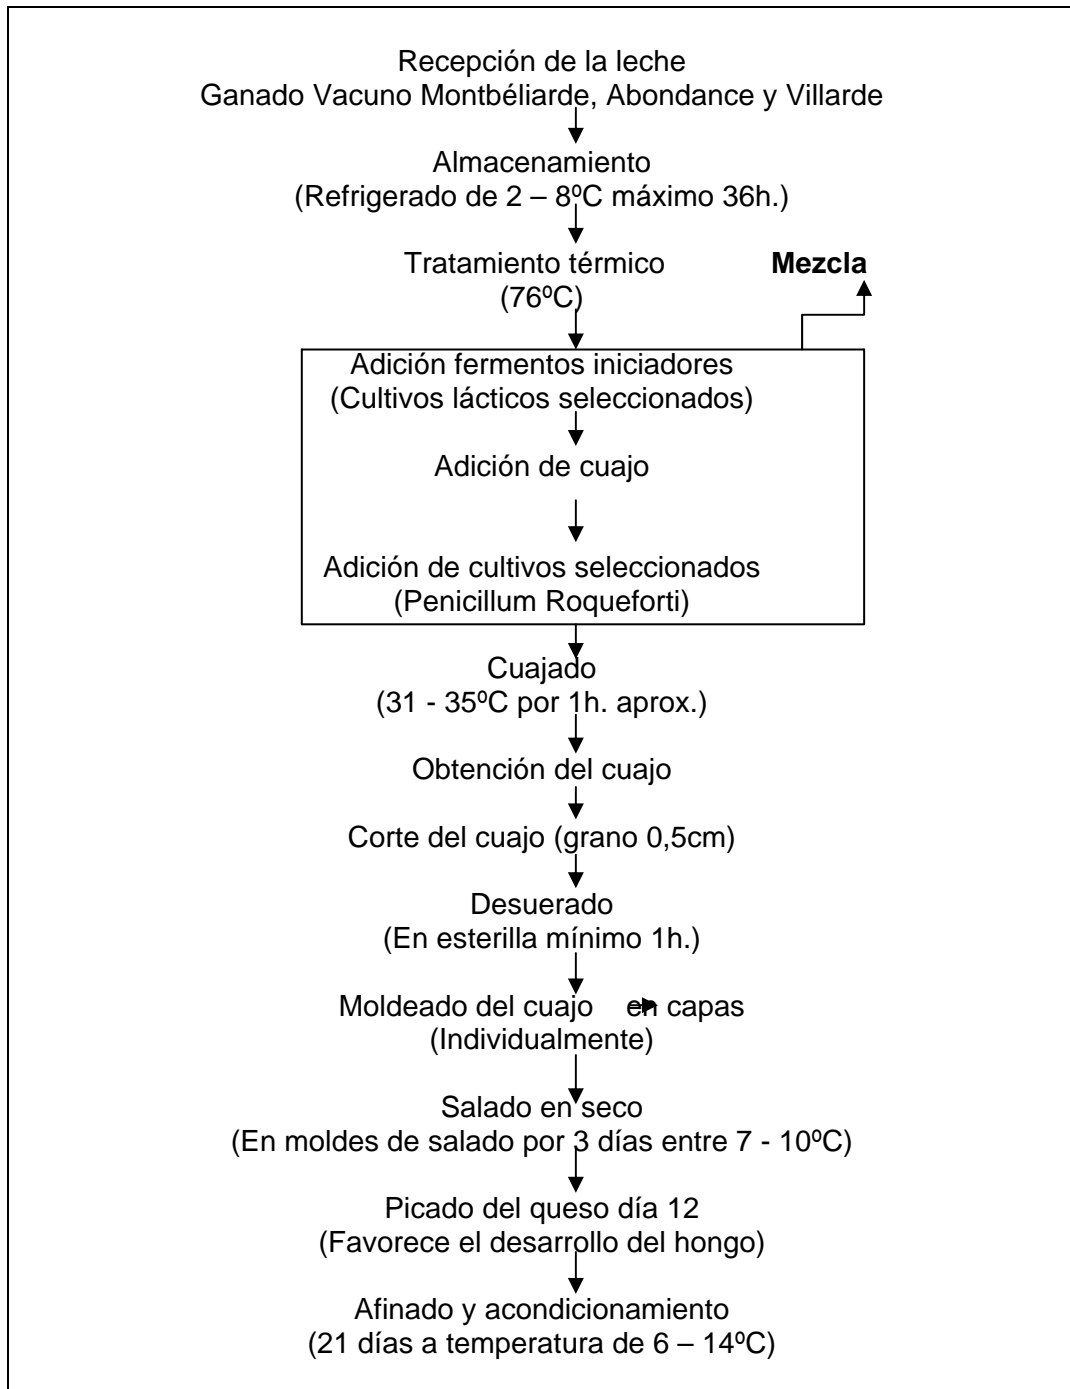 Recepción de la leche
Ganado Vacuno Montbéliarde, Abondance y Villarde
Almacenamiento
(Refrigerado de 2 – 8ºC máximo 36h.)
Tratamiento térmico
(76ºC)
Mezcla
Adición fermentos iniciadores
(Cultivos lácticos seleccionados)
Adición de cuajo
Adición de cultivos seleccionados
(Penicillum Roqueforti)
Cuajado
(31 - 35ºC por 1h. aprox.)
Obtención del cuajo
Corte del cuajo (grano 0,5cm)
Desuerado
(En esterilla mínimo 1h.)
Moldeado del cuajo en capas
(Individualmente)
Salado en seco
(En moldes de salado por 3 días entre 7 - 10ºC)
Picado del queso día 12
(Favorece el desarrollo del hongo)
Afinado y acondicionamiento
(21 días a temperatura de 6 – 14ºC)